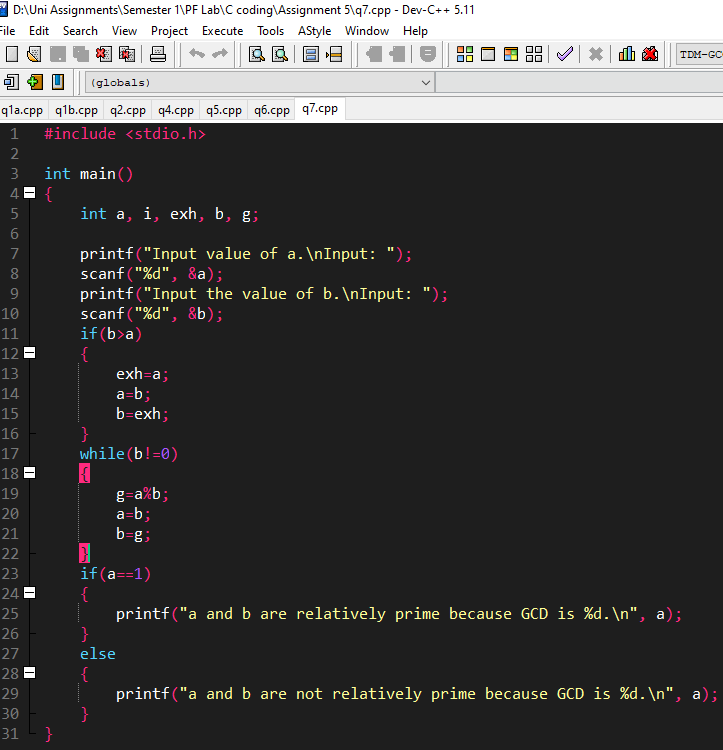 D:\Uni Assignments\Semester 1\PF Lab\C coding\Assignment 5\q7.cpp - Dev-C++ 5.11
File Edit Search View Project Execute Tools AStyle Window Help
TDM-GC
(globals)
q1a.cpp q1b.cpp q2.cpp q4.cpp q5.cpp q6.cpp q7.cpp
1 #include <stdio.h>
2
3 int main()
4 {
5 int a, i, exh, b, g;
6
7 printf("Input value of a.\nInput: ");
8 scanf("%d", &a);
9 printf("Input the value of b.\nInput: ");
10 scanf("%d", &b);
11 if(b>a)
12 {
13 exh=a;
14 a=b;
15 b=exh;
16 }
17 while(b!=0)
18 {
19 g=a%b;
20 a=b;
21 b=g;
22 }
23 if(a==1)
24 {
25 printf("a and b are relatively prime because GCD is %d.\n", a);
26 }
27 else
28 {
29 printf("a and b are not relatively prime because GCD is %d.\n", a);
30 }
31 }